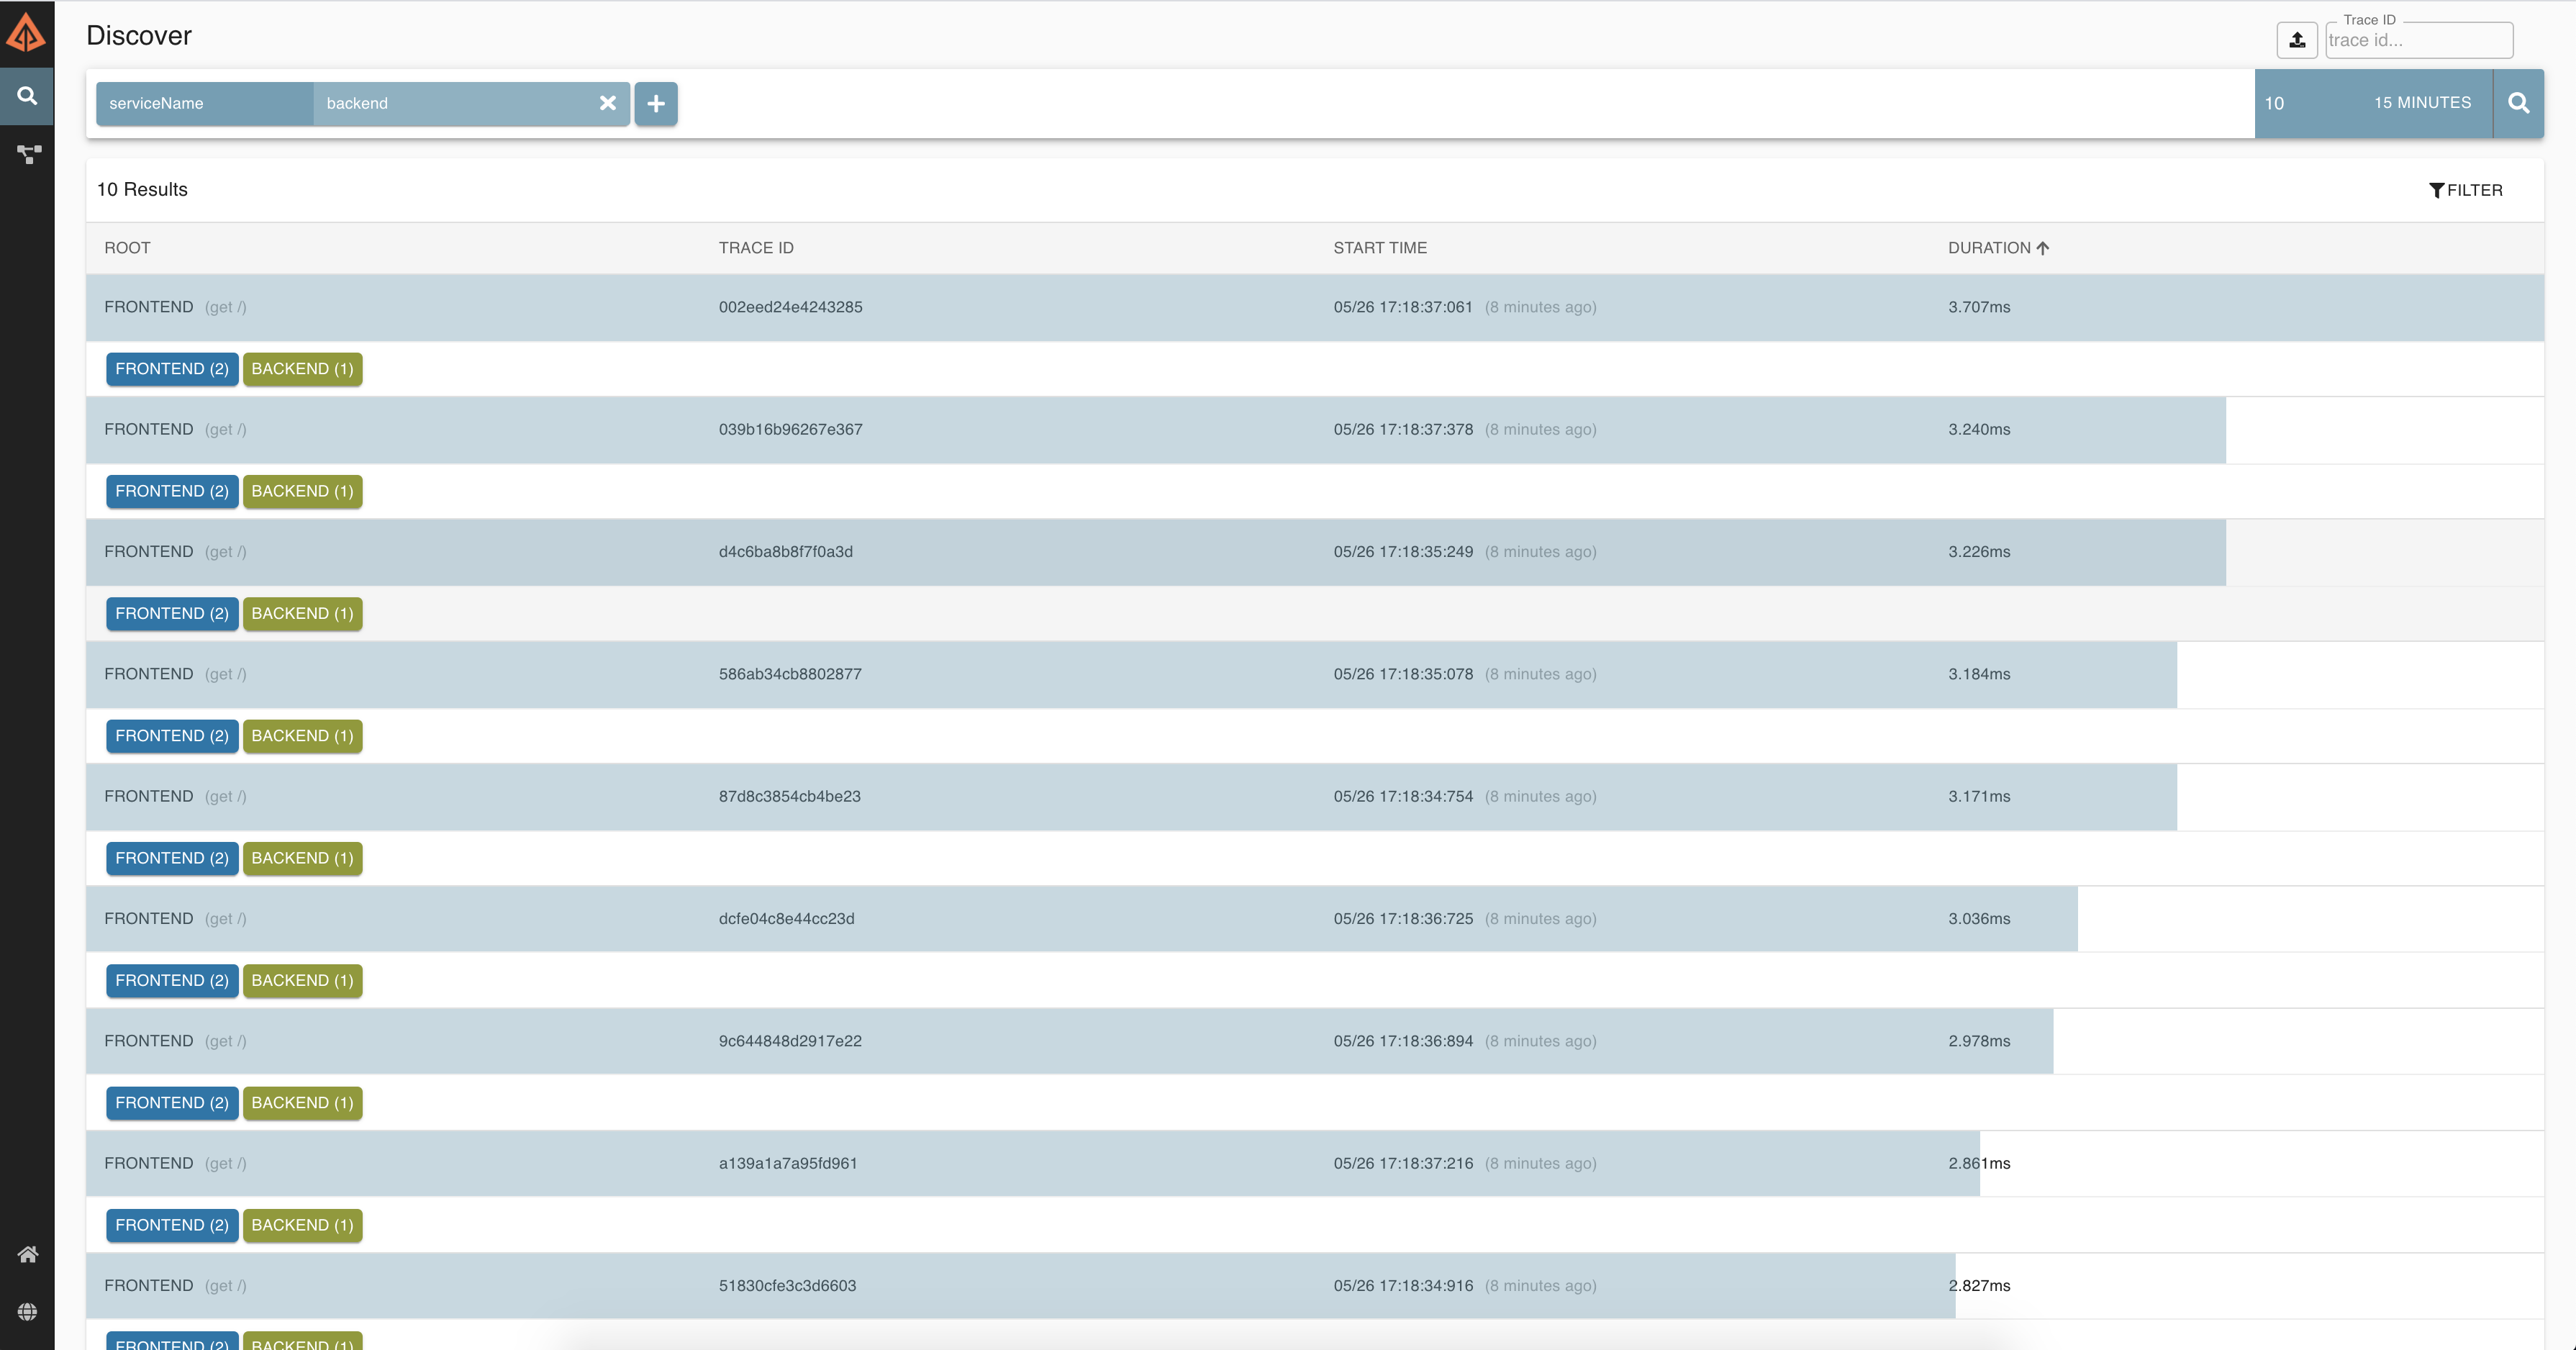 Discover
Trace ID
trace id...
serviceName backend
10 15 MINUTES
10 Results
FILTER
ROOT TRACE ID START TIME DURATION
FRONTEND (get /) 002eed24e4243285 05/26 17:18:37:061 (8 minutes ago) 3.707ms
FRONTEND (2) BACKEND (1)
FRONTEND (get /) 039b16b96267e367 05/26 17:18:37:378 (8 minutes ago) 3.240ms
FRONTEND (2) BACKEND (1)
FRONTEND (get /) d4c6ba8b8f7f0a3d 05/26 17:18:35:249 (8 minutes ago) 3.226ms
FRONTEND (2) BACKEND (1)
FRONTEND (get /) 586ab34cb8802877 05/26 17:18:35:078 (8 minutes ago) 3.184ms
FRONTEND (2) BACKEND (1)
FRONTEND (get /) 87d8c3854cb4be23 05/26 17:18:34:754 (8 minutes ago) 3.171ms
FRONTEND (2) BACKEND (1)
FRONTEND (get /) dcfe04c8e44cc23d 05/26 17:18:36:725 (8 minutes ago) 3.036ms
FRONTEND (2) BACKEND (1)
FRONTEND (get /) 9c644848d2917e22 05/26 17:18:36:894 (8 minutes ago) 2.978ms
FRONTEND (2) BACKEND (1)
FRONTEND (get /) a139a1a7a95fd961 05/26 17:18:37:216 (8 minutes ago) 2.861ms
FRONTEND (2) BACKEND (1)
FRONTEND (get /) 51830cfe3c3d6603 05/26 17:18:34:916 (8 minutes ago) 2.827ms
FRONTEND (2) BACKEND (1)